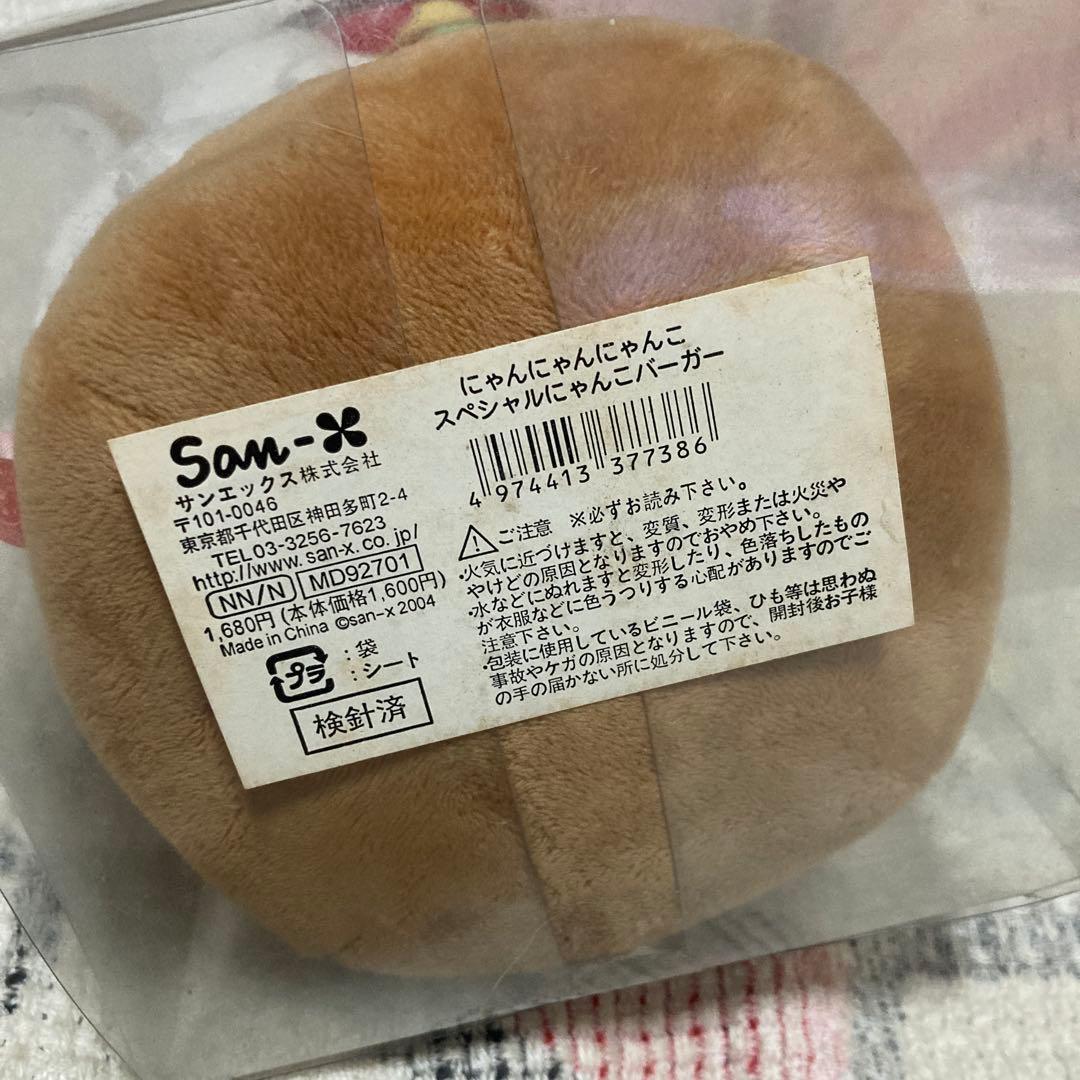 San-X
サンエックス株式会社
〒101-0046
東京都千代田区神田多町2-4
TEL03-3256-7623
http://www.san-x.co.jp/
NN/N MD92701
1,680円(本体価格1,600円)
Made in China ©san-x 2004
プラ
:袋
:シート
検針済
にゃんにゃんにゃんこ
スペシャルにゃんこバーガー
4 974413 377386
ご注意 ※必ずお読み下さい。
・火気に近づけますと、変質、変形または火災や
やけどの原因となりますのでおやめ下さい。
・水などにぬれますと変形したり、色落ちしたもの
が衣服などに色うつりする心配がありますのでご
注意下さい。
・包装に使用しているビニール袋、ひも等は思わぬ
事故やケガの原因となりますので、開封後お子様
の手の届かない所に処分して下さい。